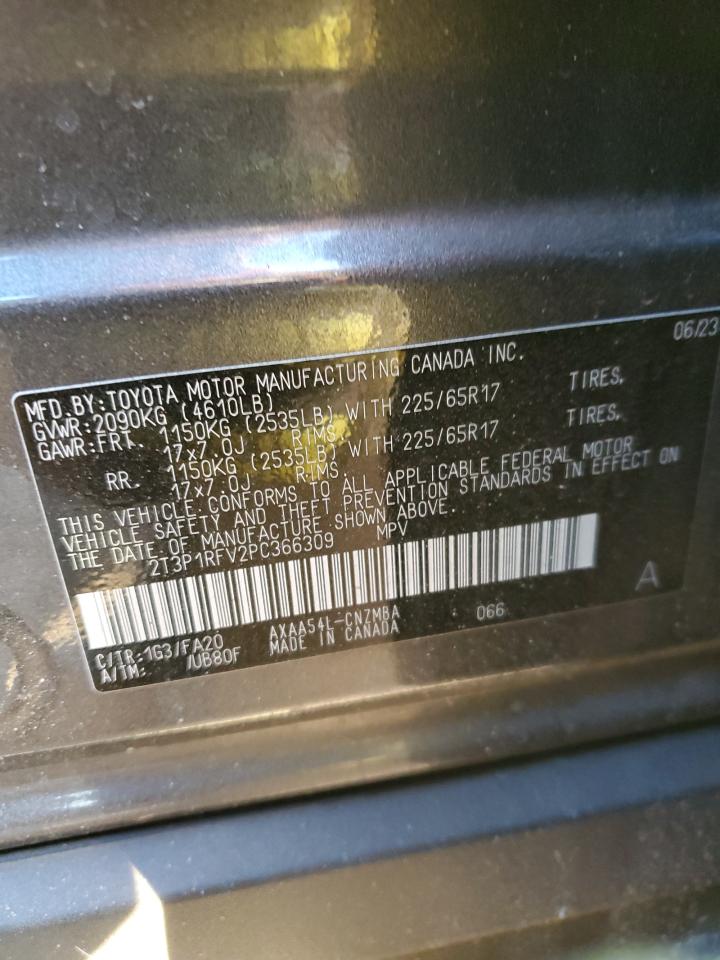 06/23
MFD.BY:TOYOTA MOTOR MANUFACTURING CANADA INC.
GVWR:2090KG (4610LB)
GAWR:FRT. 1150KG (2535LB) WITH 225/65R17 TIRES,
17x7.0J RIMS.
RR. 1150KG (2535LB) WITH 225/65R17 TIRES,
17x7.0J RIMS.
THIS VEHICLE CONFORMS TO ALL APPLICABLE FEDERAL MOTOR
VEHICLE SAFETY AND THEFT PREVENTION STANDARDS IN EFFECT ON
THE DATE OF MANUFACTURE SHOWN ABOVE.
2T3P1RFV2PC366309 MPV
A
C/TR:1G3/FA20 AXAA54L-CNZMBA 066
A/TM: /UB80F MADE IN CANADA